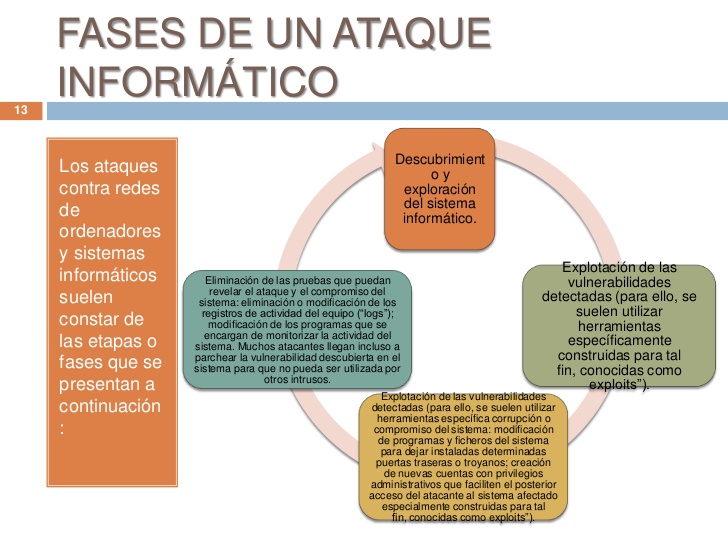 FASES DE UN ATAQUE
INFORMÁTICO
13
Los ataques
contra redes
de
ordenadores
y sistemas
informáticos
suelen
constar de
las etapas o
fases que se
presentan a
continuación
:
Descubrimient
o y
exploración
del sistema
informático.
Explotación de las
vulnerabilidades
detectadas (para ello, se
suelen utilizar
herramientas
específicamente
construidas para tal
fin, conocidas como
exploits”).
Explotación de las vulnerabilidades
detectadas (para ello, se suelen utilizar
herramientas específica corrupción o
compromiso del sistema: modificación
de programas y ficheros del sistema
para dejar instaladas determinadas
puertas traseras o troyanos; creación
de nuevas cuentas con privilegios
administrativos que faciliten el posterior
acceso del atacante al sistema afectado
especialmente construidas para tal
fin, conocidas como exploits”).
Eliminación de las pruebas que puedan
revelar el ataque y el compromiso del
sistema: eliminación o modificación de los
registros de actividad del equipo (“logs”);
modificación de los programas que se
encargan de monitorizar la actividad del
sistema. Muchos atacantes llegan incluso a
parchear la vulnerabilidad descubierta en el
sistema para que no pueda ser utilizada por
otros intrusos.